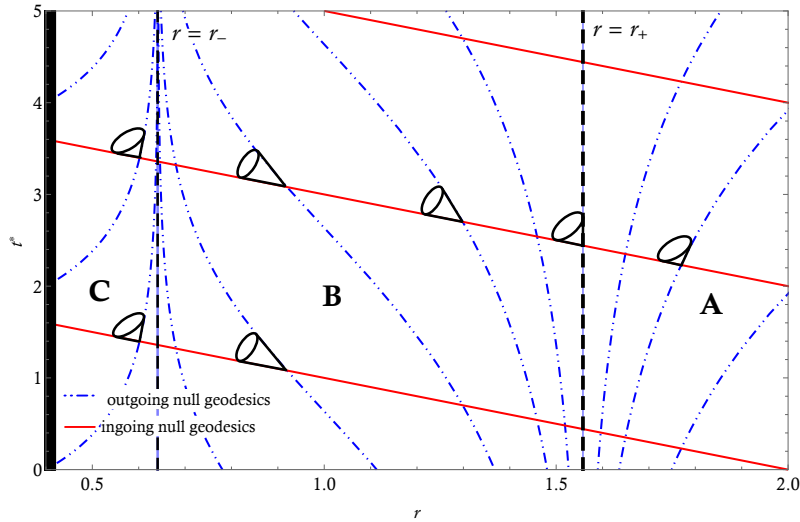 5
r = r₋
r = r₊
4
3
t*
2
C
B
A
1
outgoing null geodesics
ingoing null geodesics
0
0.5
1.0
1.5
2.0
r